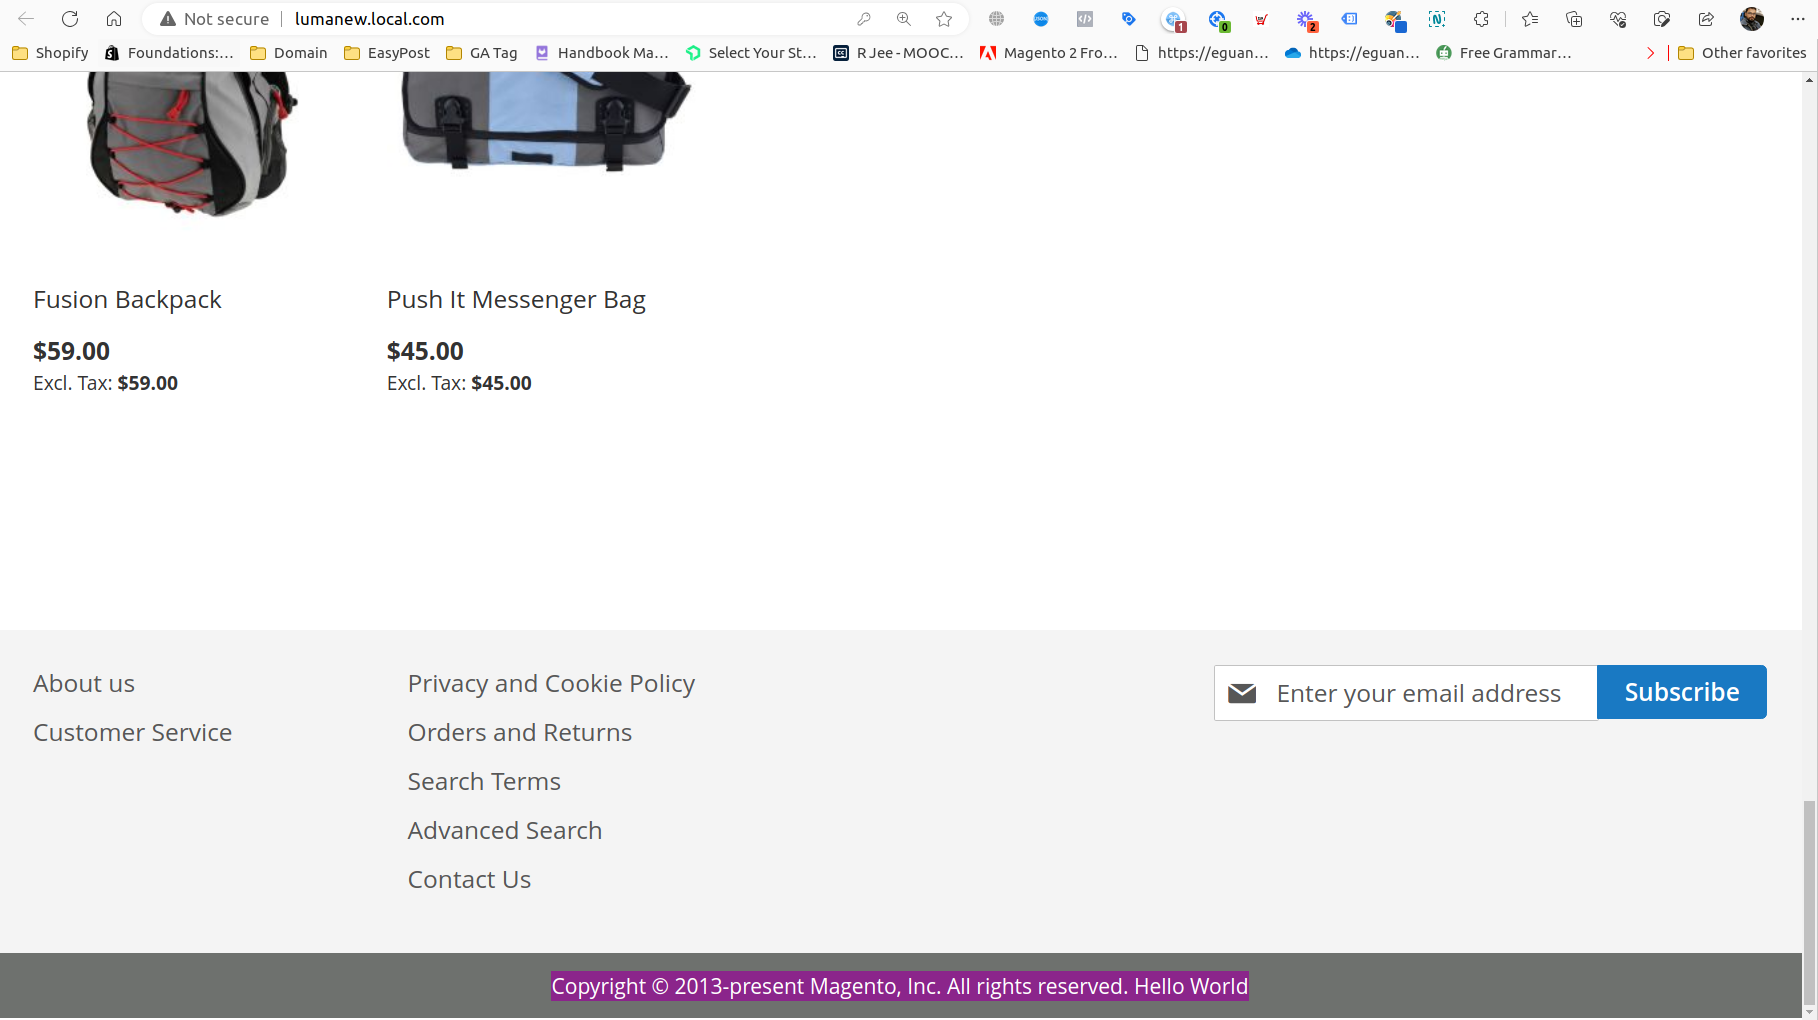 Not secure lumanew.local.com
1 0 2
Shopify Foundations:... Domain EasyPost GA Tag Handbook Ma... Select Your St... R Jee - MOOC... Magento 2 Fro... https://eguan... https://eguan... Free Grammar... Other favorites
Fusion Backpack
$59.00
Excl. Tax: $59.00
Push It Messenger Bag
$45.00
Excl. Tax: $45.00
About us
Customer Service
Privacy and Cookie Policy
Orders and Returns
Search Terms
Advanced Search
Contact Us
Enter your email address
Subscribe
Copyright © 2013-present Magento, Inc. All rights reserved. Hello World